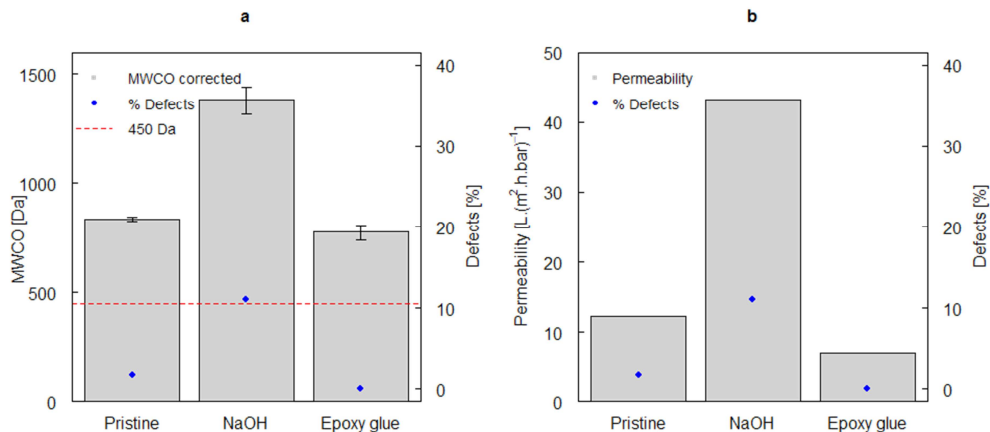 a
MWCO corrected
% Defects
450 Da
MWCO [Da]
1500
1000
500
0
40
30
20
10
0
Defects [%]
Pristine NaOH Epoxy glue
b
Permeability
% Defects
Permeability [L.(m².h.bar)⁻¹]
50
40
30
20
10
0
40
30
20
10
0
Defects [%]
Pristine NaOH Epoxy glue